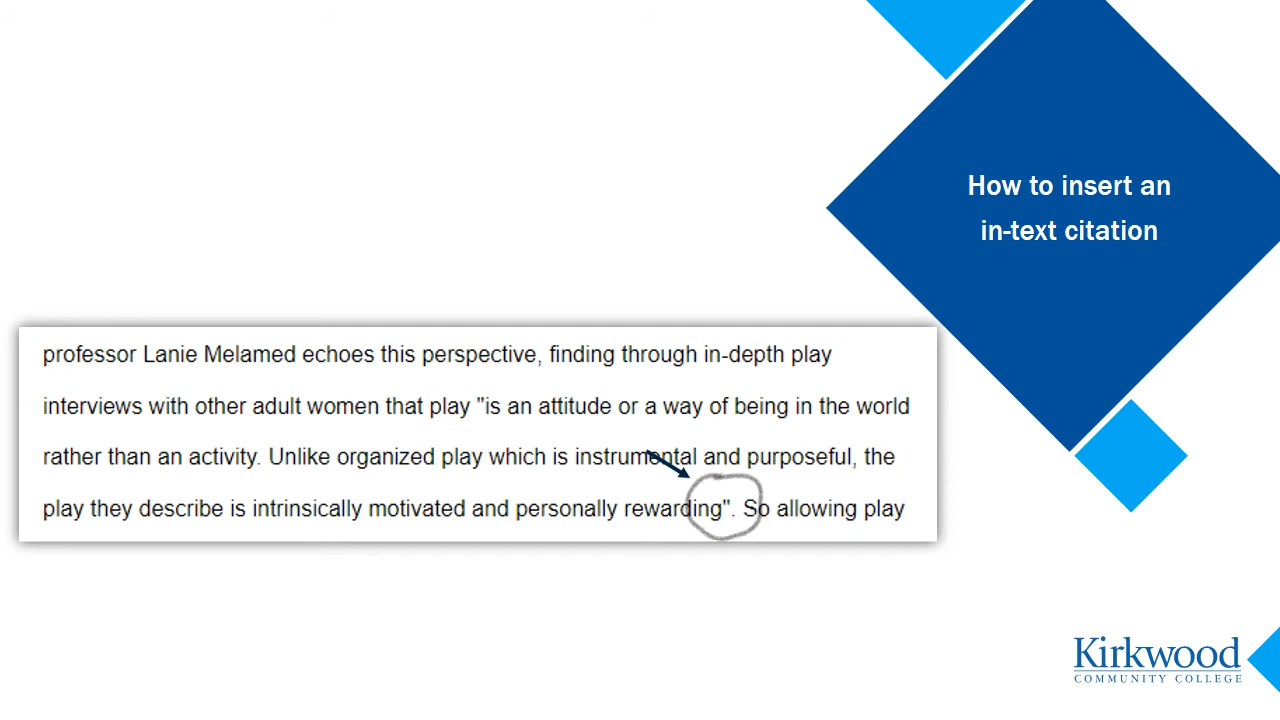 How to insert an
in-text citation
professor Lanie Melamed echoes this perspective, finding through in-depth play
interviews with other adult women that play "is an attitude or a way of being in the world
rather than an activity. Unlike organized play which is instrumental and purposeful, the
play they describe is intrinsically motivated and personally rewarding". So allowing play
Kirkwood
COMMUNITY COLLEGE